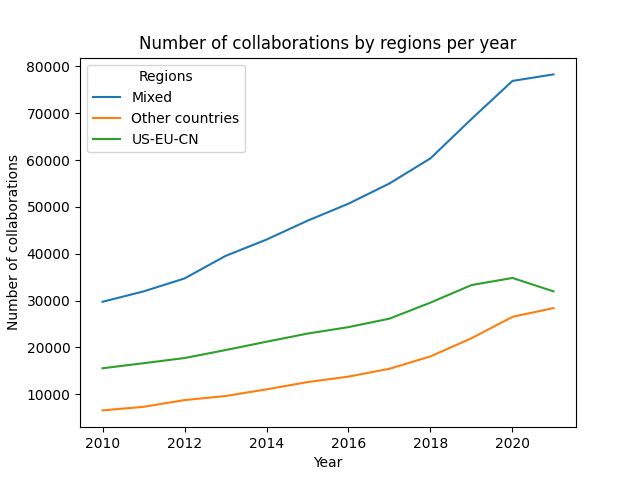 Number of collaborations by regions per year
Number of collaborations
80000
70000
60000
50000
40000
30000
20000
10000
Regions
Mixed
Other countries
US-EU-CN
2010 2012 2014 2016 2018 2020
Year